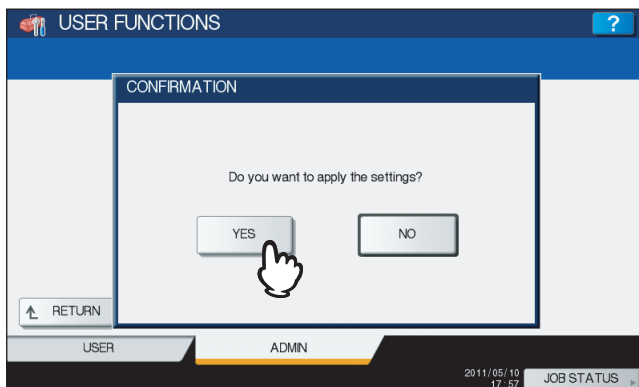 USER FUNCTIONS
?
CONFIRMATION
Do you want to apply the settings?
YES
NO
RETURN
USER
ADMIN
2011/05/10
17:57
JOB STATUS